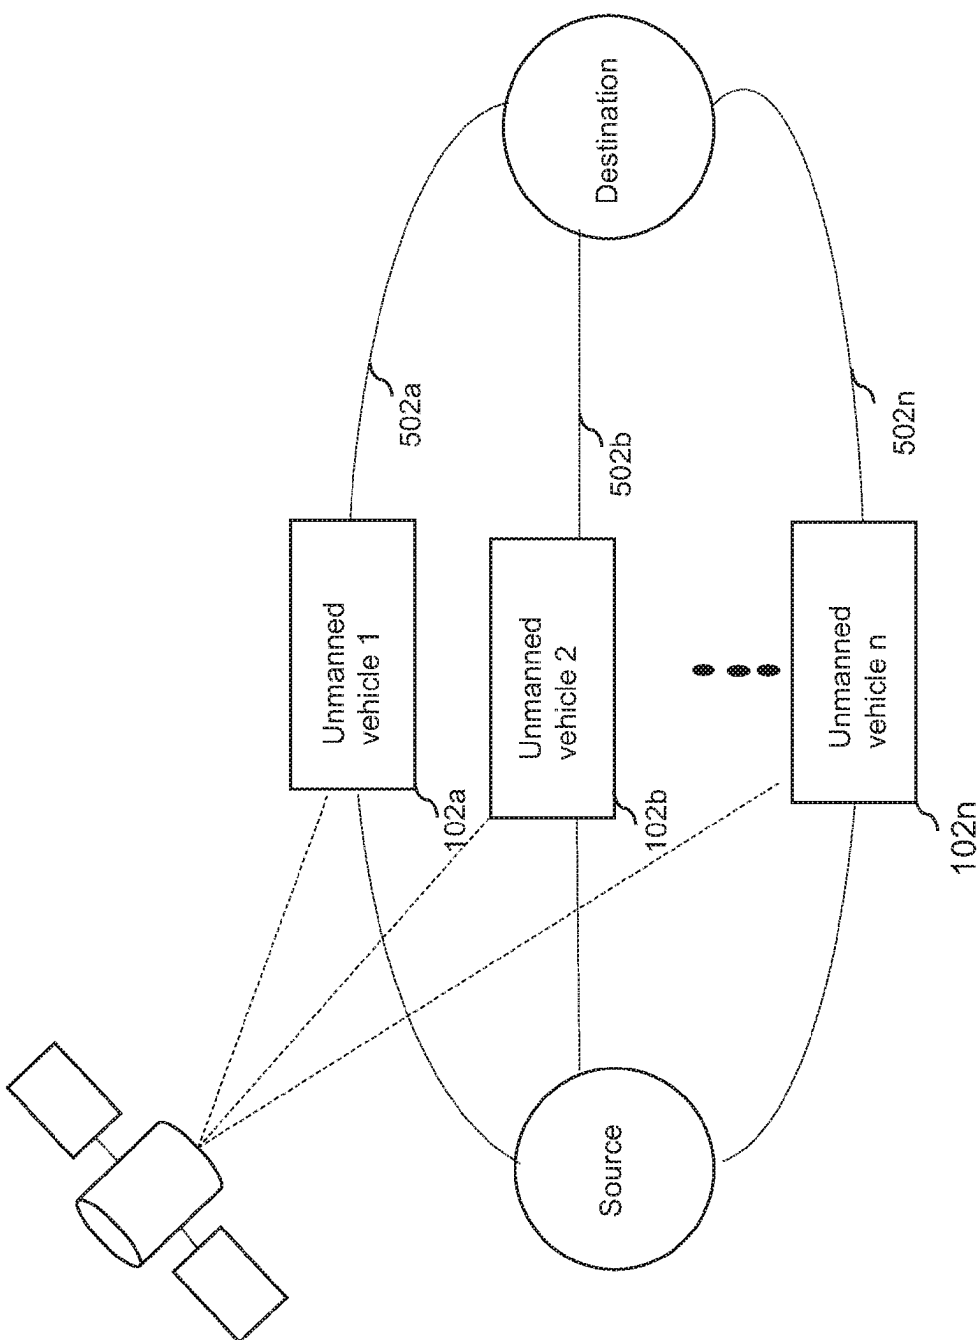 Unmanned
vehicle 1
102a
502a
Unmanned
vehicle 2
102b
502b
Source
Destination
Unmanned
vehicle n
102n
502n